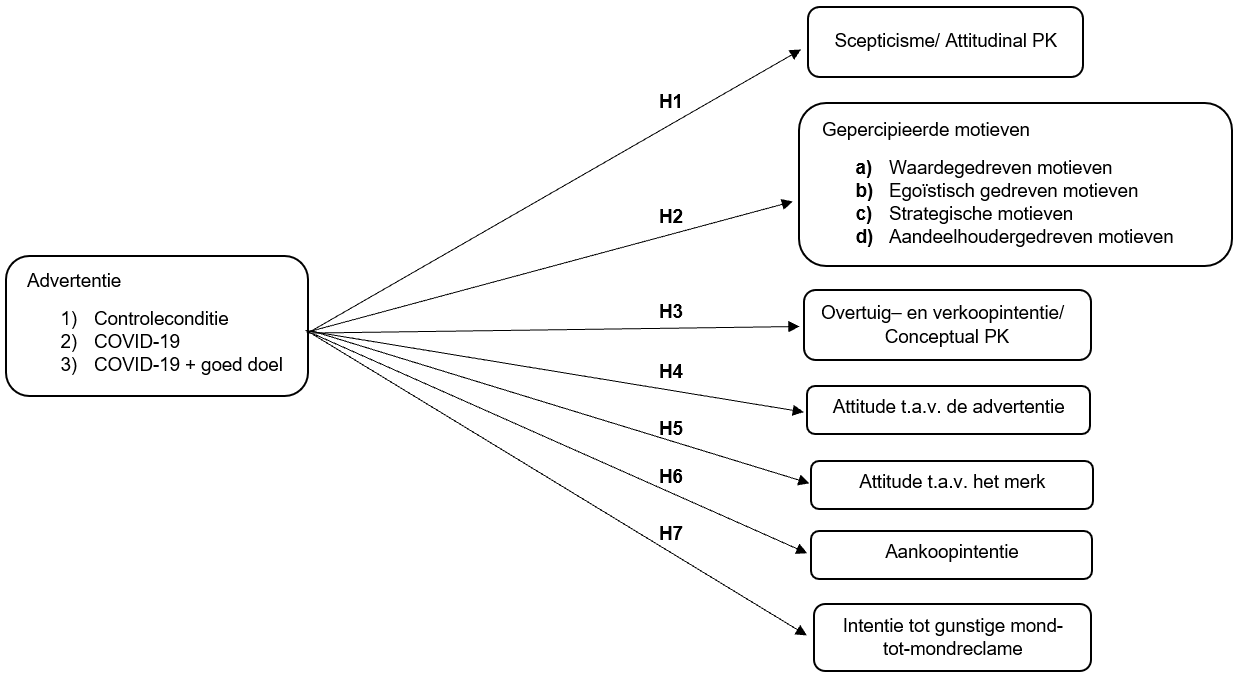 Advertentie
1) Controleconditie
2) COVID-19
3) COVID-19 + goed doel
H1
Scepticisme/ Attitudinal PK
H2
Gepercipieerde motieven
a) Waardegedreven motieven
b) Egoïstisch gedreven motieven
c) Strategische motieven
d) Aandeelhoudergedreven motieven
H3
Overtuig– en verkoopintentie/
Conceptual PK
H4
Attitude t.a.v. de advertentie
H5
Attitude t.a.v. het merk
H6
Aankoopintentie
H7
Intentie tot gunstige mond-
tot-mondreclame